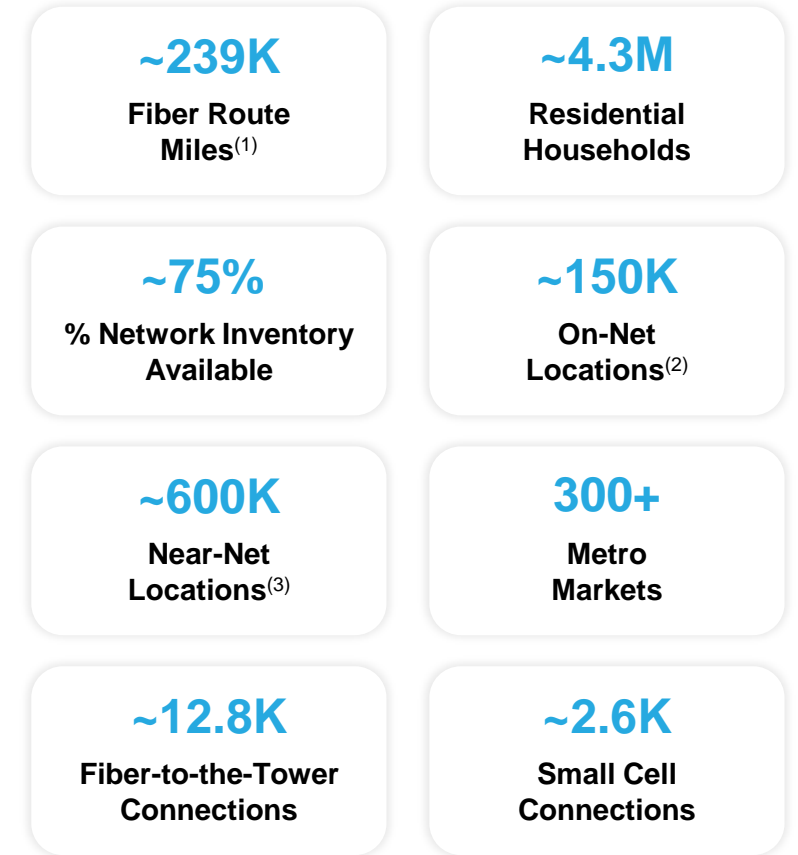 ~239K
Fiber Route
Miles(1)
~4.3M
Residential
Households
~75%
% Network Inventory
Available
~150K
On-Net
Locations(2)
~600K
Near-Net
Locations(3)
300+
Metro
Markets
~12.8K
Fiber-to-the-Tower
Connections
~2.6K
Small Cell
Connections